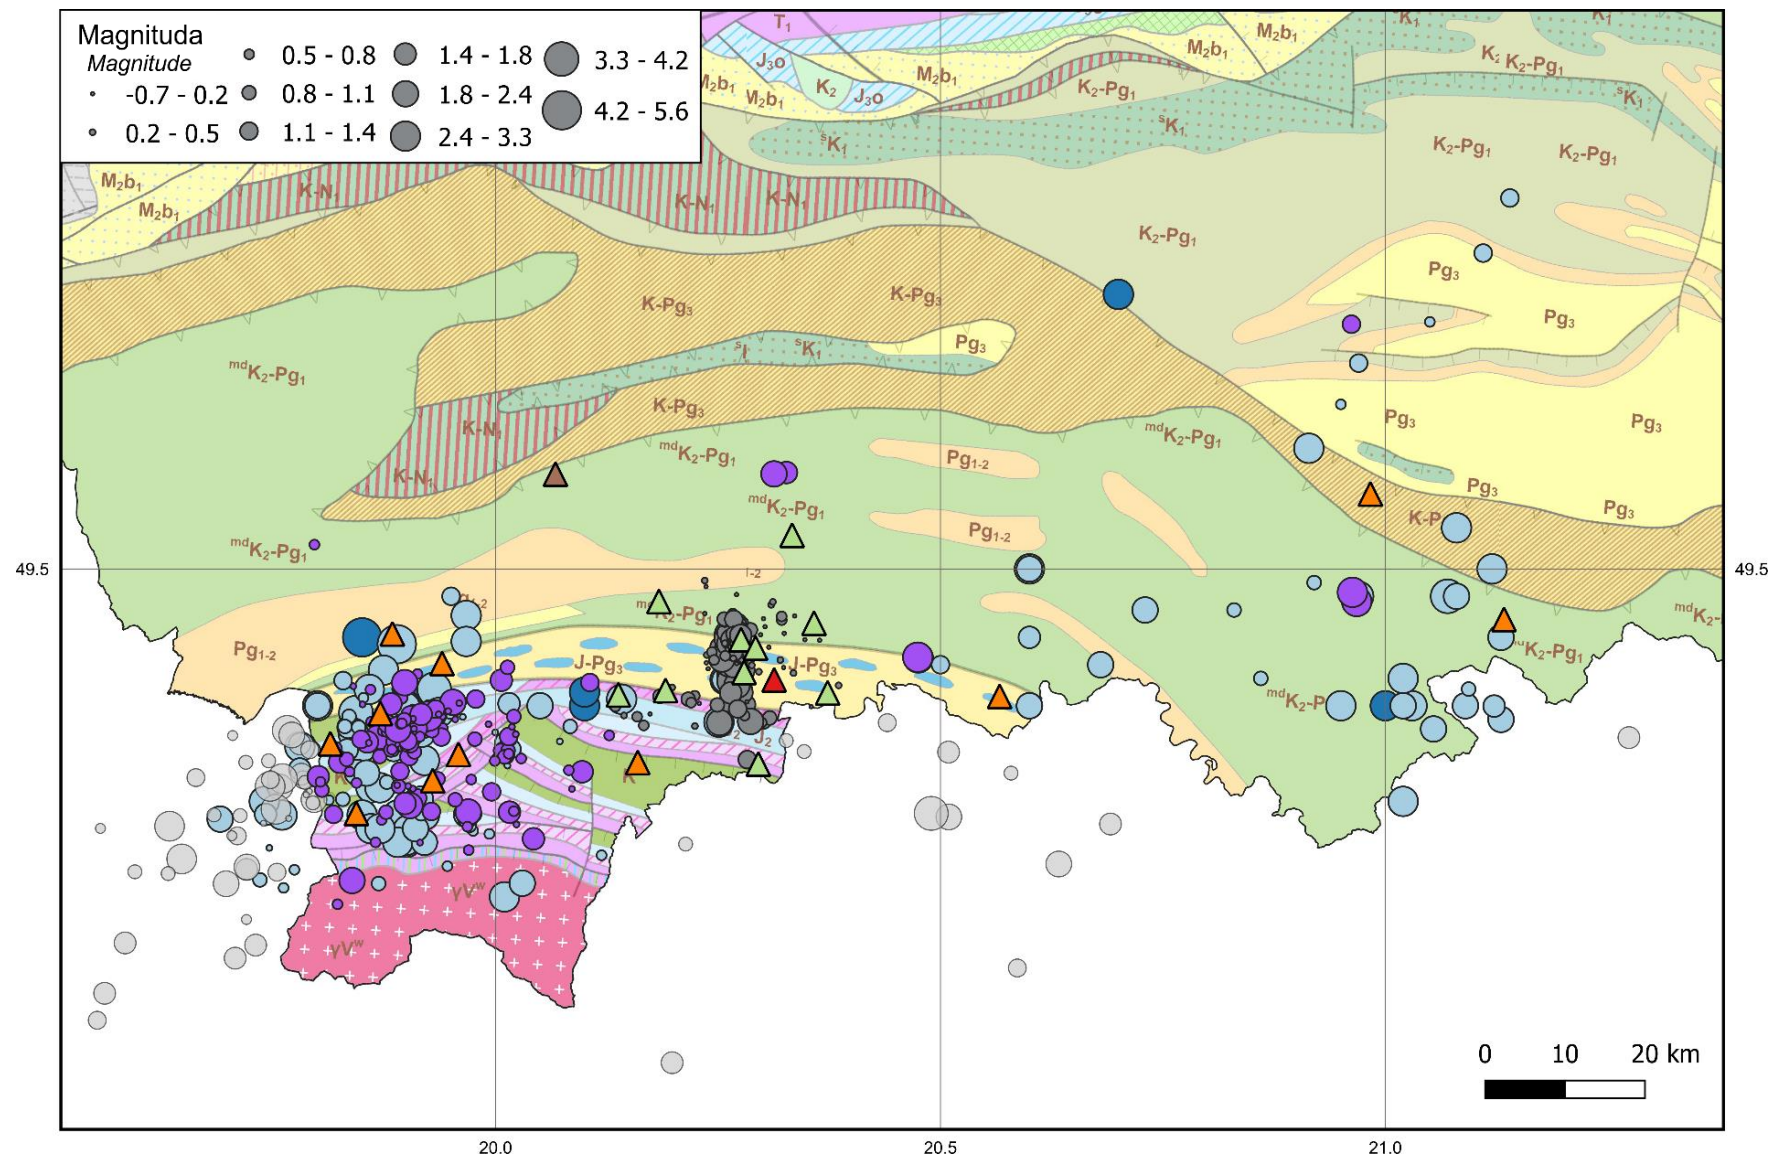 Magnituda
Magnitude
-0.7 - 0.2
0.2 - 0.5
0.5 - 0.8
0.8 - 1.1
1.1 - 1.4
1.4 - 1.8
1.8 - 2.4
2.4 - 3.3
3.3 - 4.2
4.2 - 5.6
T₁
K₁
K₁
M₂b₁
M₂b₁
J₃o
K₂
J₃o
M₂b₁
M₂b₁
K₂-Pg₁
K₂-Pg₁
ˢK₁
ˢK₁
ˢK₁
K₂-Pg₁
K₂-Pg₁
M₂b₁
M₂b₁
K-N₁
K-N₁
K-N₁
K₂-Pg₁
Pg₃
K-Pg₃
K-Pg₃
Pg₃
ˢK₁
Pg₃
ᵐᵈK₂-Pg₁
K-Pg₃
K-N₁
ᵐᵈK₂-Pg₁
ᵐᵈK₂-Pg₁
Pg₃
Pg₃
Pg₁₋₂
K-N₁
Pg₃
ᵐᵈK₂-Pg₁
Pg₃
K-P
Pg₁₋₂
ᵐᵈK₂-Pg₁
49.5
49.5
K₂-Pg₁
Pg₁₋₂
J-Pg₃
J-Pg₃
K₂-Pg₁
ᵐᵈK₂-P
J₂
K
γVʷ
γVʷ
0 10 20 km
20.0
20.5
21.0